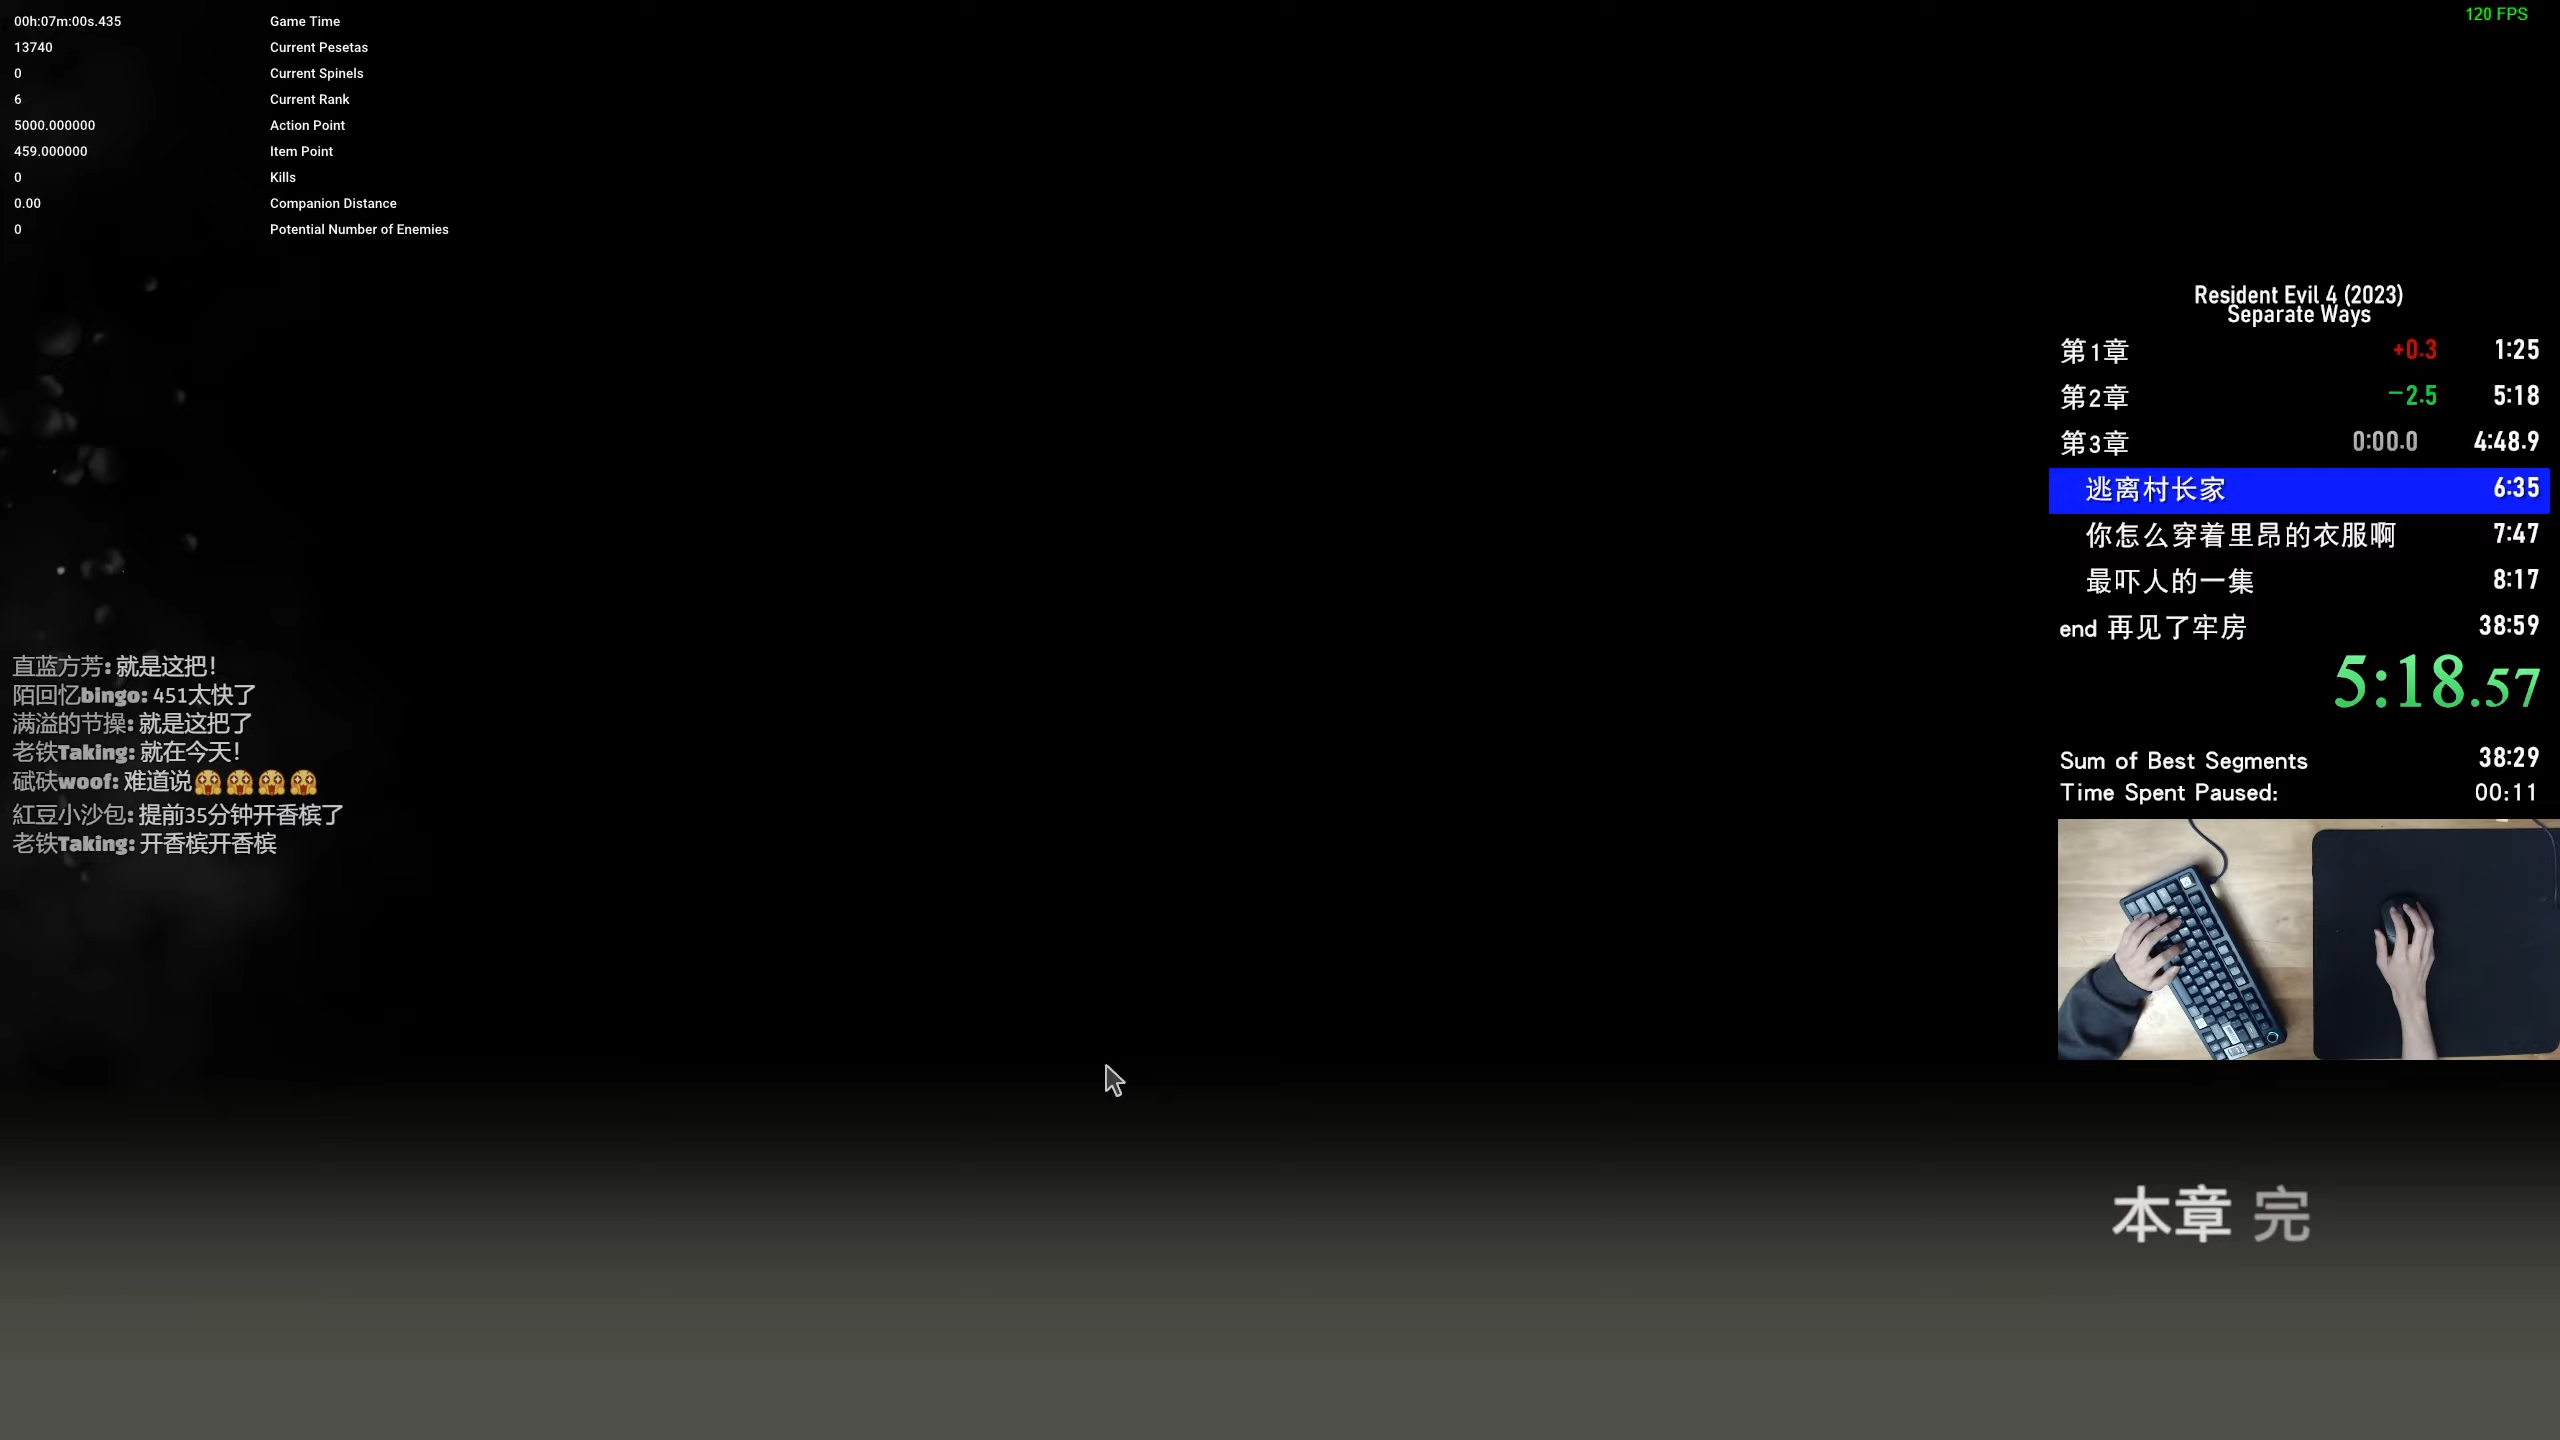 00h:07m:00s.435 Game Time
13740 Current Pesetas
0 Current Spinels
6 Current Rank
5000.000000 Action Point
459.000000 Item Point
0 Kills
0.00 Companion Distance
0 Potential Number of Enemies
120 FPS
Resident Evil 4 (2023)
Separate Ways
第1章 +0.3 1:25
第2章 −2.5 5:18
第3章 0:00.0 4:48.9
逃离村长家 6:35
你怎么穿着里昂的衣服啊 7:47
最吓人的一集 8:17
end 再见了牢房 38:59
5:18.57
Sum of Best Segments 38:29
Time Spent Paused: 00:11
直蓝方芳: 就是这把！
陌回忆bingo: 451太快了
满溢的节操: 就是这把了
老铁Taking: 就在今天！
碔砆woof: 难道说😱😱😱😱
紅豆小沙包: 提前35分钟开香槟了
老铁Taking: 开香槟开香槟
本章 完